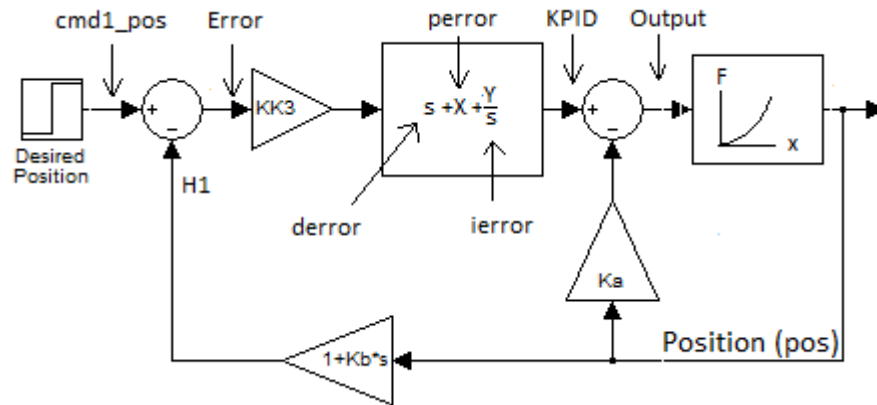 cmd1_pos
Error
perror
KPID
Output
+
−
KK3
s +X + Y/s
+
−
F
x
Desired
Position
H1
derror
ierror
Ka
1+Kb*s
Position (pos)